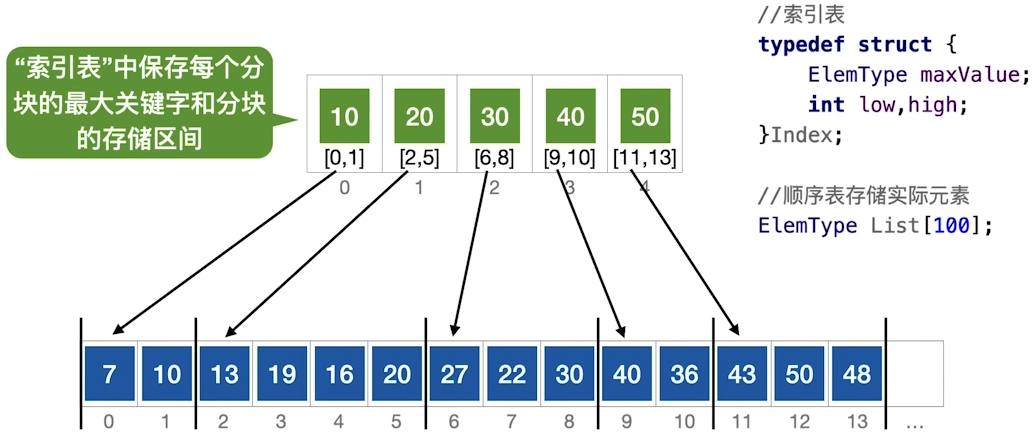 “索引表”中保存每个分
块的最大关键字和分块
的存储区间
10 20 30 40 50
[0,1] [2,5] [6,8] [9,10] [11,13]
0 1 2 3 4
//索引表
typedef struct {
ElemType maxValue;
int low,high;
}Index;
//顺序表存储实际元素
ElemType List[100];
7 10 13 19 16 20 27 22 30 40 36 43 50 48
0 1 2 3 4 5 6 7 8 9 10 11 12 13 ...